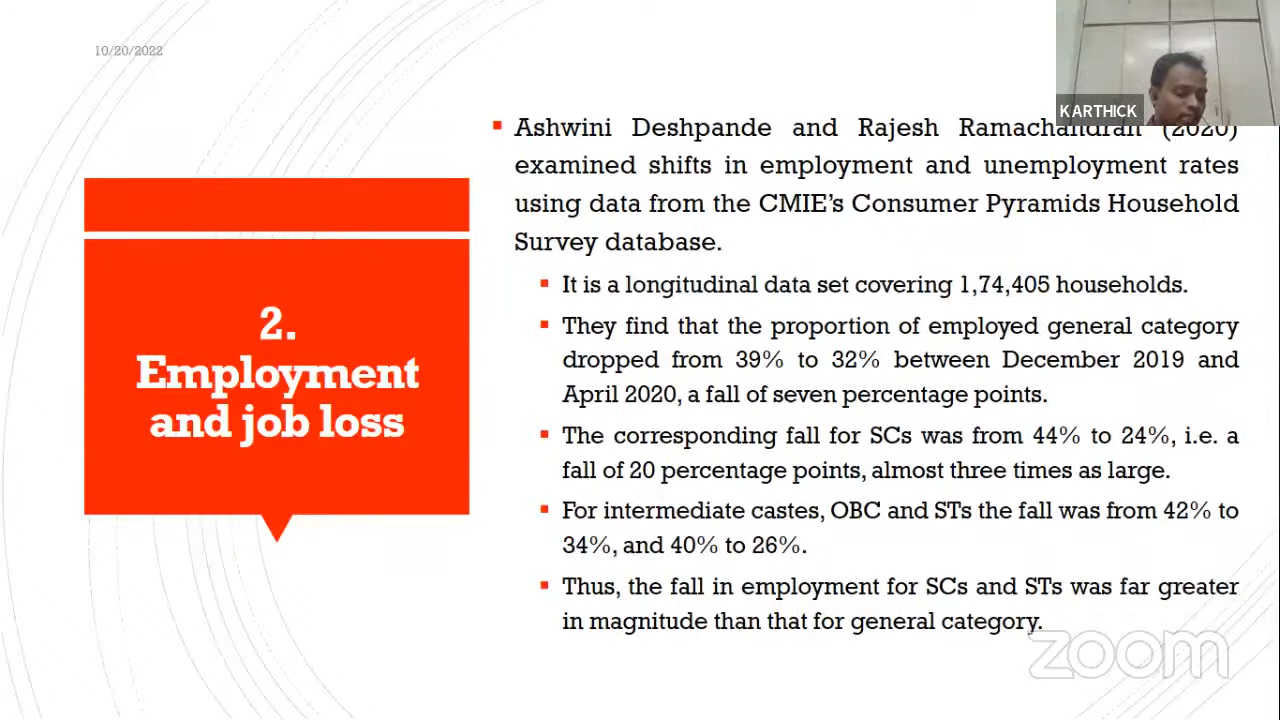 10/20/2022
KARTHICK
Ashwini Deshpande and Rajesh Ramachandran (2020)
examined shifts in employment and unemployment rates
using data from the CMIE's Consumer Pyramids Household
Survey database.
It is a longitudinal data set covering 1,74,405 households.
They find that the proportion of employed general category
dropped from 39% to 32% between December 2019 and
April 2020, a fall of seven percentage points.
The corresponding fall for SCs was from 44% to 24%, i.e. a
fall of 20 percentage points, almost three times as large.
For intermediate castes, OBC and STs the fall was from 42% to
34%, and 40% to 26%.
Thus, the fall in employment for SCs and STs was far greater
in magnitude than that for general category.
2.
Employment
and job loss
zoom